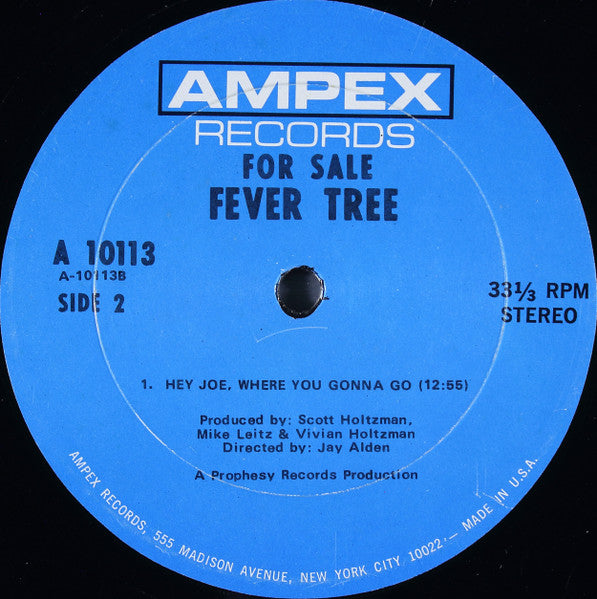 AMPEX
RECORDS
FOR SALE
FEVER TREE
A 10113
A-10113B
SIDE 2
33⅓ RPM
STEREO
1. HEY JOE, WHERE YOU GONNA GO (12:55)
Produced by: Scott Holtzman,
Mike Leitz & Vivian Holtzman
Directed by: Jay Alden
A Prophesy Records Production
AMPEX RECORDS, 555 MADISON AVENUE, NEW YORK CITY 10022 — MADE IN U.S.A.